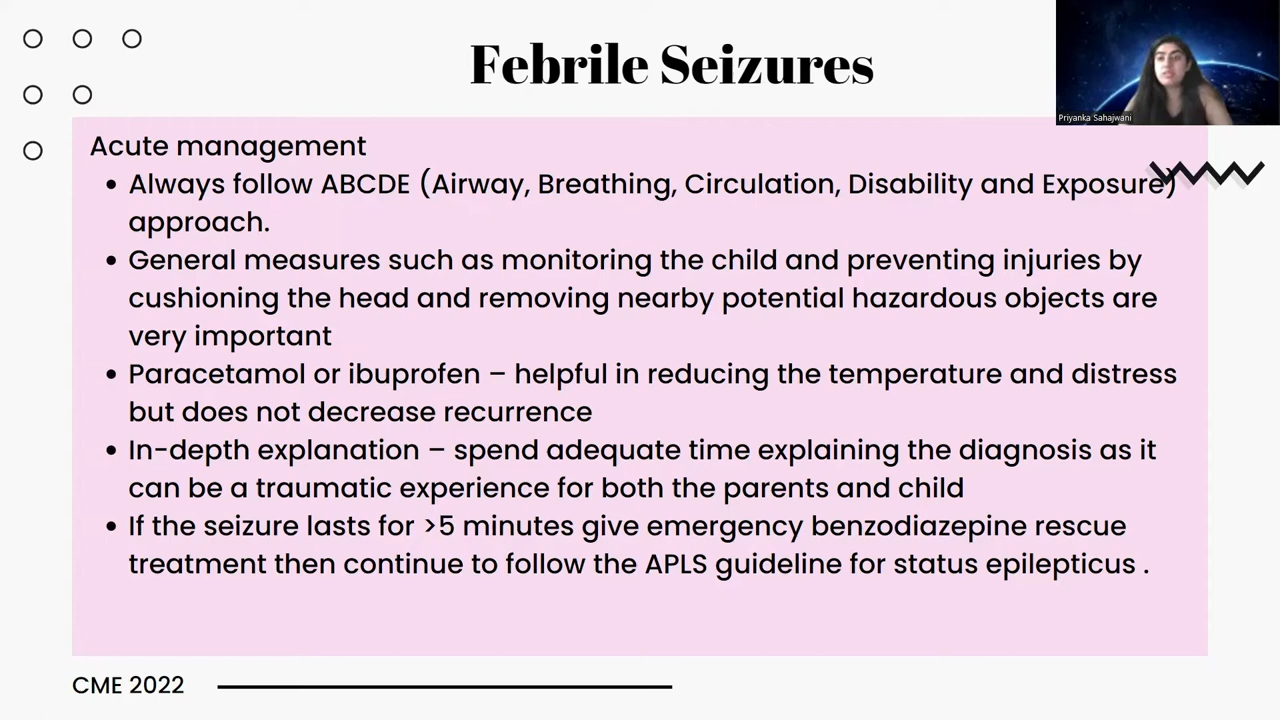 Febrile Seizures
Priyanka Sahajwani
Acute management
• Always follow ABCDE (Airway, Breathing, Circulation, Disability and Exposure)
approach.
• General measures such as monitoring the child and preventing injuries by
cushioning the head and removing nearby potential hazardous objects are
very important
• Paracetamol or ibuprofen – helpful in reducing the temperature and distress
but does not decrease recurrence
• In-depth explanation – spend adequate time explaining the diagnosis as it
can be a traumatic experience for both the parents and child
• If the seizure lasts for >5 minutes give emergency benzodiazepine rescue
treatment then continue to follow the APLS guideline for status epilepticus .
CME 2022